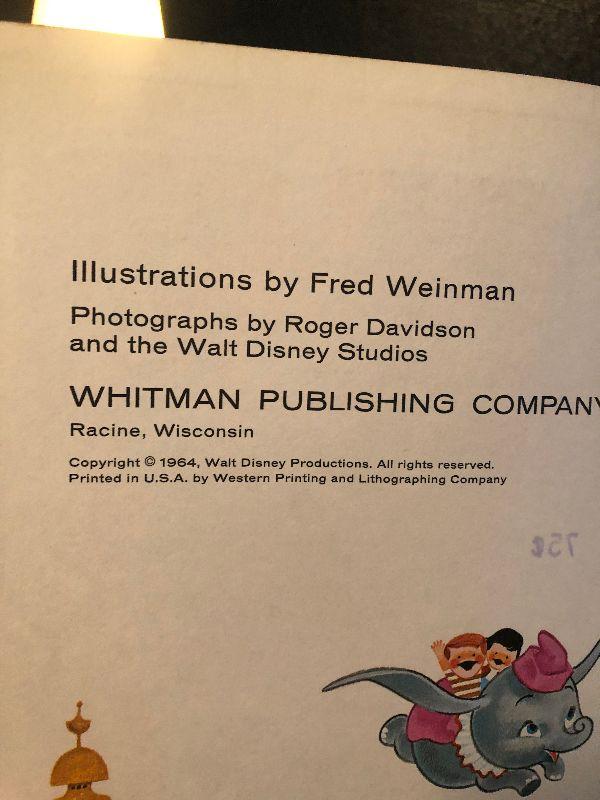 Illustrations by Fred Weinman
Photographs by Roger Davidson
and the Walt Disney Studios
WHITMAN PUBLISHING COMPANY
Racine, Wisconsin
Copyright © 1964, Walt Disney Productions. All rights reserved.
Printed in U.S.A. by Western Printing and Lithographing Company
75¢